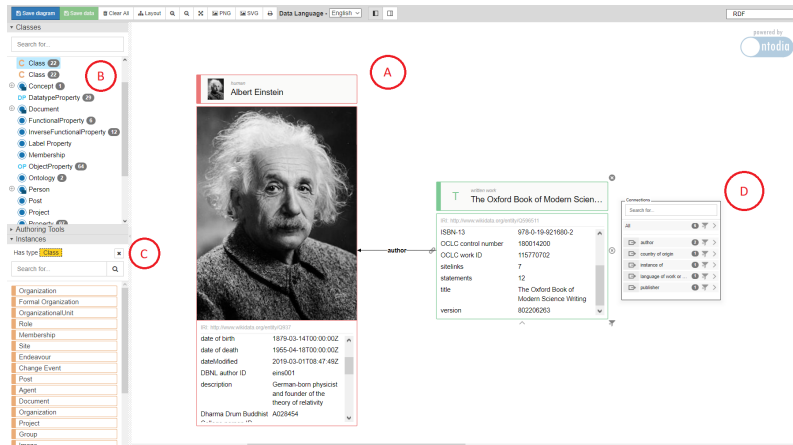 Save diagram Save data Clear All Layout PNG SVG Data Language - English RDF
powered by
ntodia
Classes
Search for...
Class 22
Class 22
Concept 1
DP DatatypeProperty 29
Document
FunctionalProperty 6
InverseFunctionalProperty 12
Label Property
Membership
OP ObjectProperty 64
Ontology 2
Person
Post
Project
Authoring Tools
Instances
Has type Class
Search for...
Organization
Formal Organization
OrganizationalUnit
Role
Membership
Site
Endeavour
Change Event
Post
Agent
Document
Organization
Project
Group
A
B
C
D
human
Albert Einstein
IRI: http://www.wikidata.org/entity/Q937
date of birth 1879-03-14T00:00:00Z
date of death 1955-04-18T00:00:00Z
dateModified 2019-03-01T08:47:49Z
DBNL author ID eins001
description German-born physicist
and founder of the
theory of relativity
Dharma Drum Buddhist A028454
author
T
written work
The Oxford Book of Modern Scien...
ISBN-13 978-0-19-921680-2
OCLC control number 180014200
OCLC work ID 115770702
sitelinks 7
statements 12
title The Oxford Book of
Modern Science Writing
version 802206263
Connections
Search for...
All
author
country of origin
instance of
language of work or ...
publisher